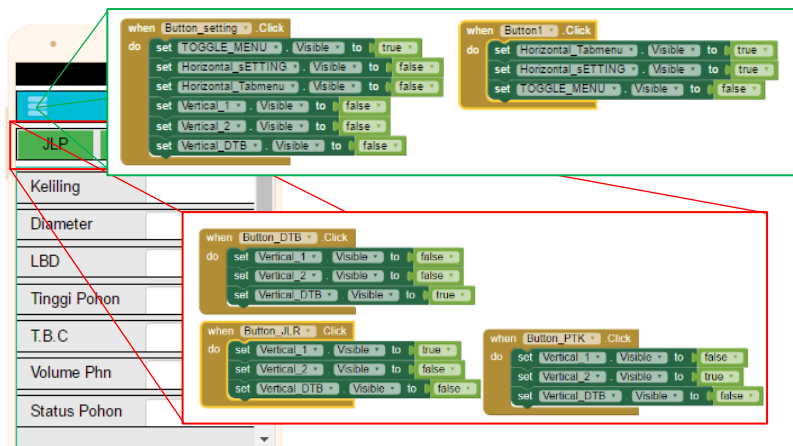 when Button_setting .Click
do set TOGGLE_MENU . Visible to true
set Horizontal_sETTING . Visible to false
set Horizontal_Tabmenu . Visible to false
set Vertical_1 . Visible to false
set Vertical_2 . Visible to false
set Vertical_DTB . Visible to false
when Button1 .Click
do set Horizontal_Tabmenu . Visible to true
set Horizontal_sETTING . Visible to true
set TOGGLE_MENU . Visible to false
JLP
Keliling
Diameter
LBD
Tinggi Pohon
T.B.C
Volume Phn
Status Pohon
when Button_DTB .Click
do set Vertical_1 . Visible to false
set Vertical_2 . Visible to false
set Vertical_DTB . Visible to true
when Button_JLR .Click
do set Vertical_1 . Visible to true
set Vertical_2 . Visible to false
set Vertical_DTB . Visible to false
when Button_PTK .Click
do set Vertical_1 . Visible to false
set Vertical_2 . Visible to true
set Vertical_DTB . Visible to false